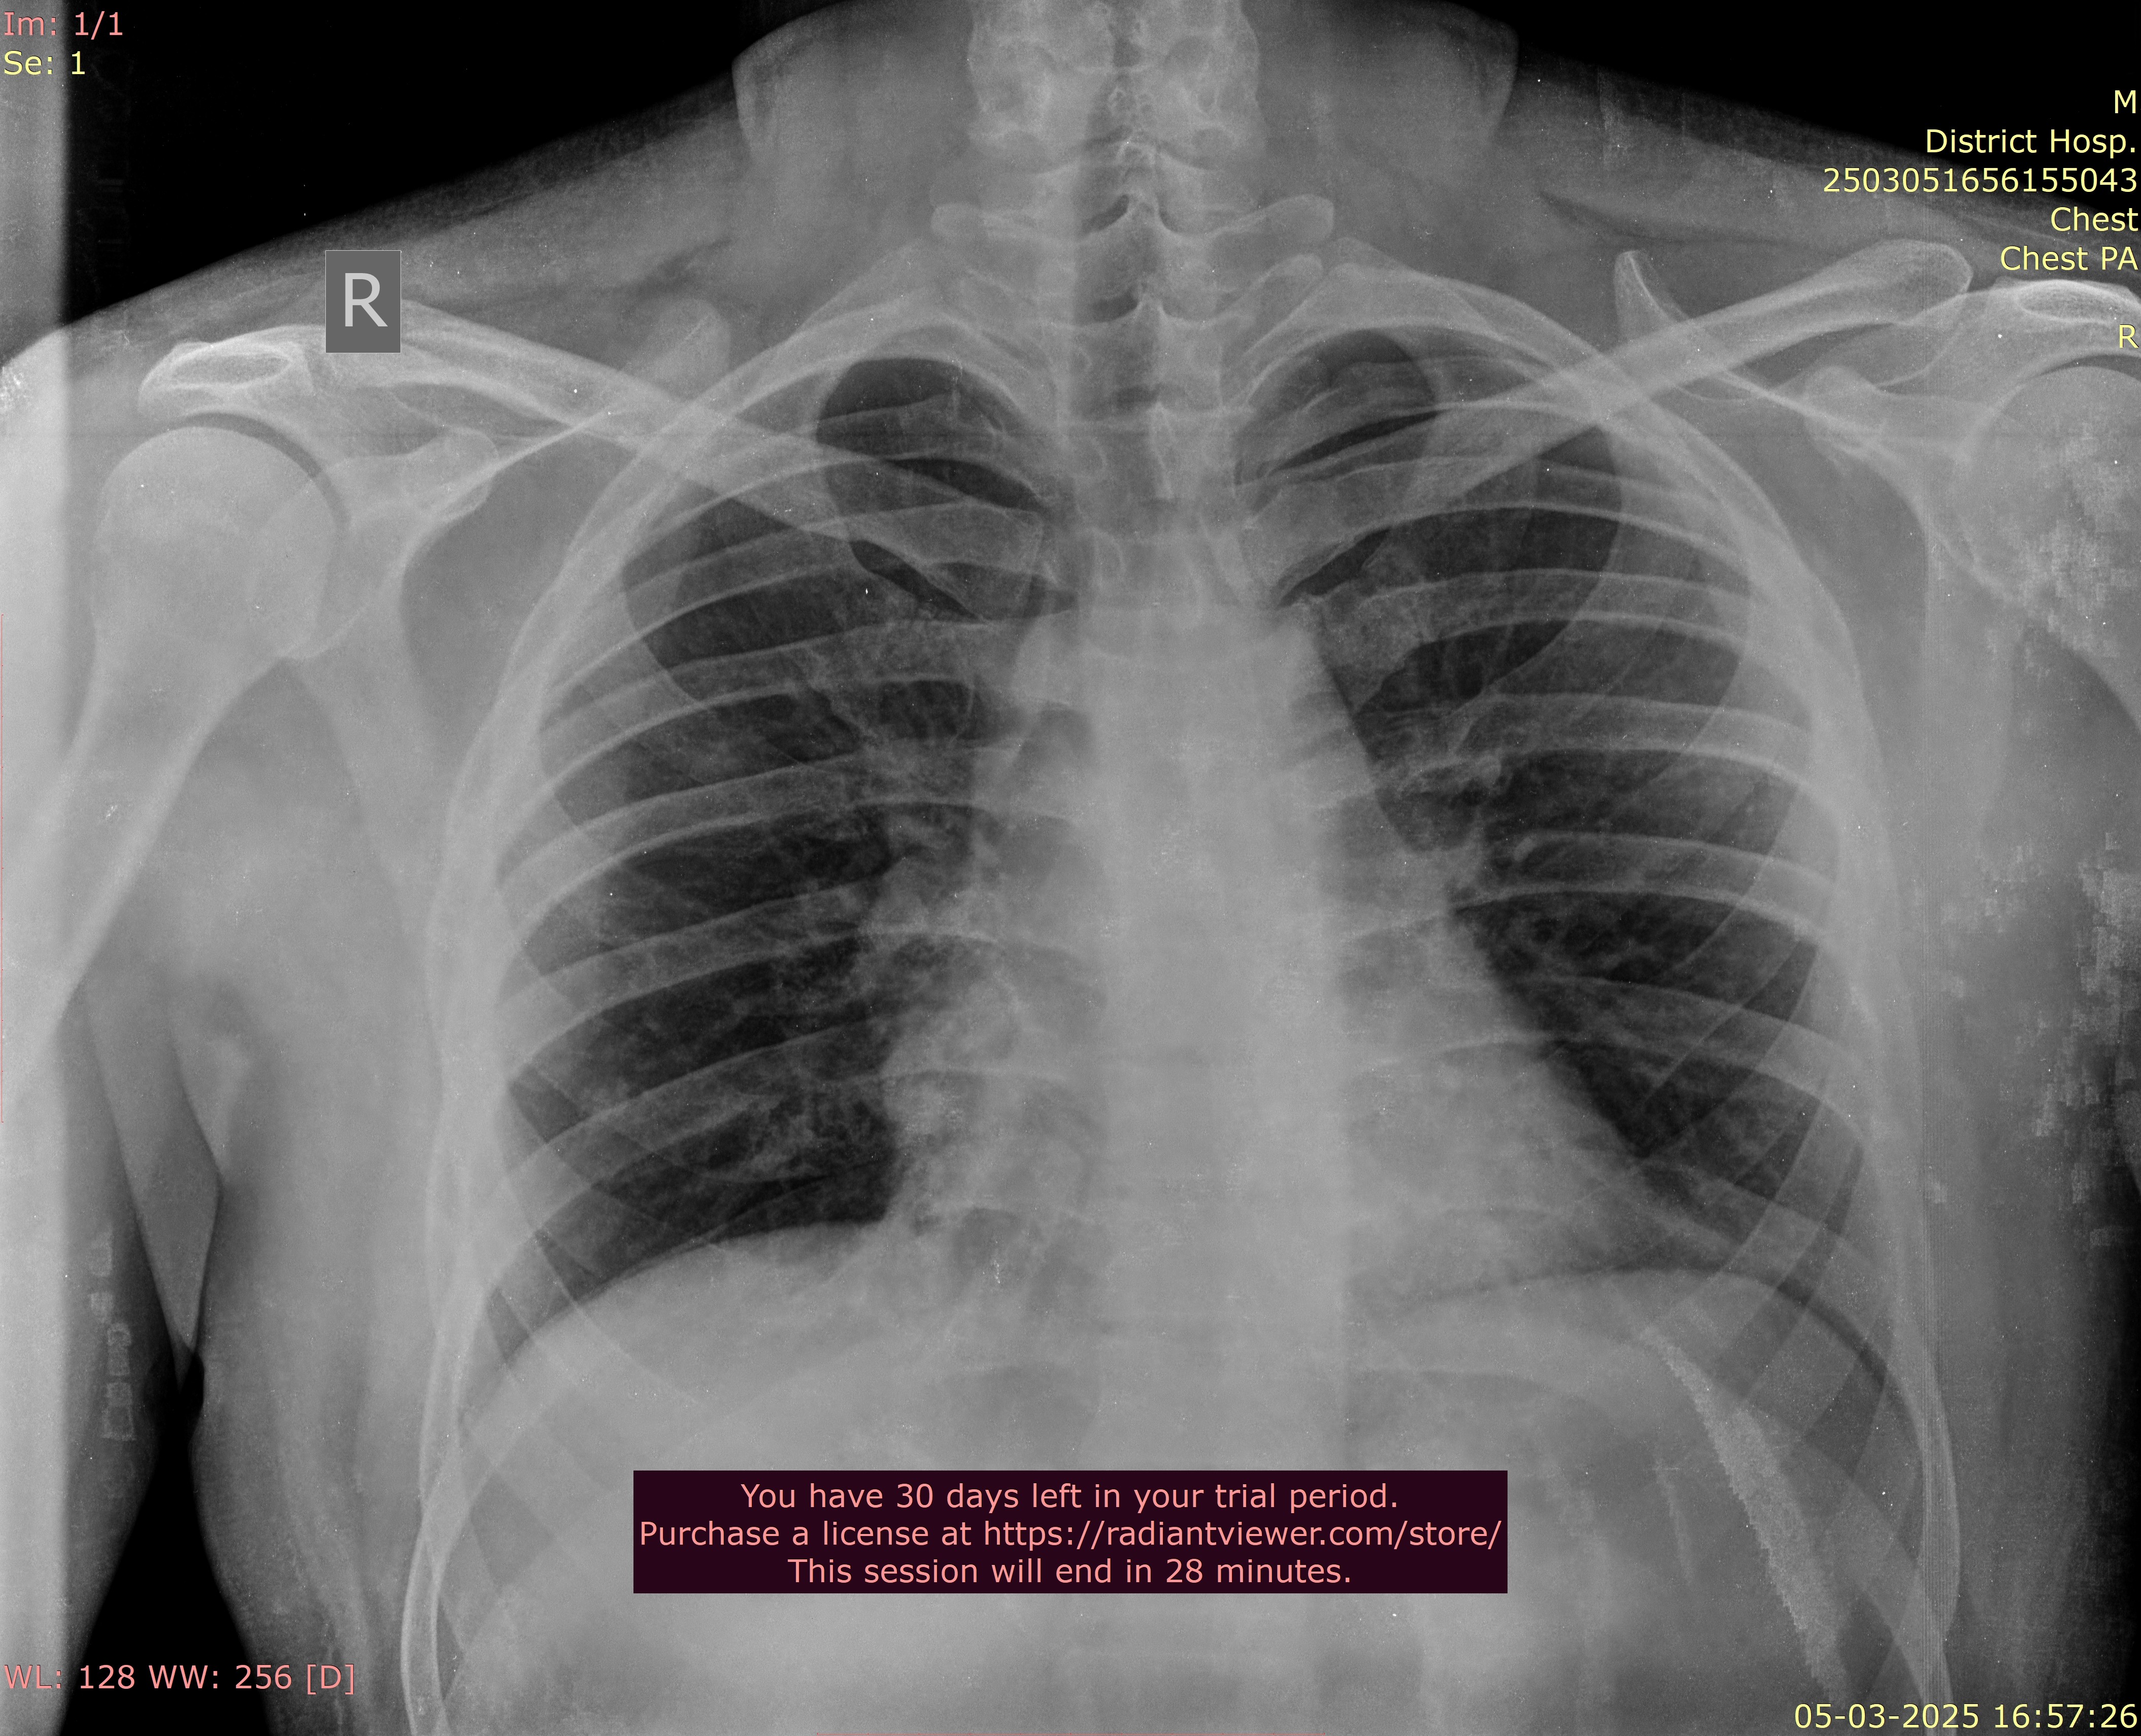 Im: 1/1
Se: 1
M
District Hosp.
2503051656155043
Chest
Chest PA
R
R
You have 30 days left in your trial period.
Purchase a license at https://radiantviewer.com/store/
This session will end in 28 minutes.
WL: 128 WW: 256 [D]
05-03-2025 16:57:26